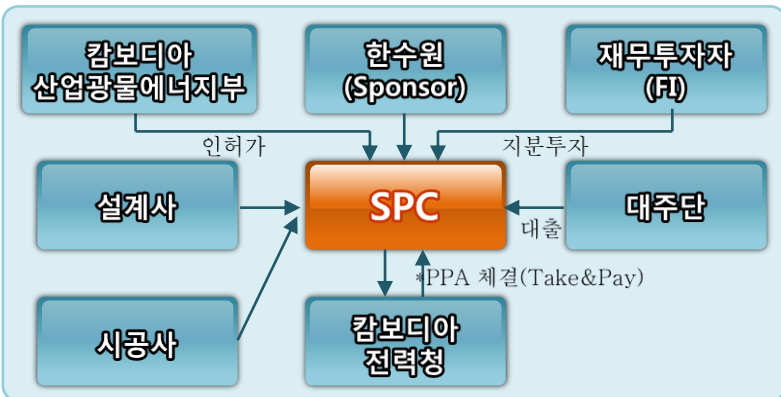 캄보디아
산업광물에너지부
한수원
(Sponsor)
재무투자자
(FI)
인허가
지분투자
설계사
SPC
대주단
대출
*PPA 체결(Take&Pay)
시공사
캄보디아
전력청